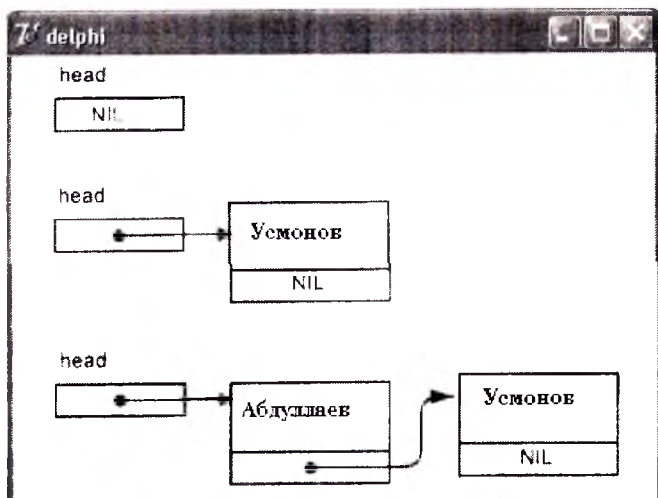 delphi
head
NIL
head
Усмонов
NIL
head
Абдуллаев
Усмонов
NIL